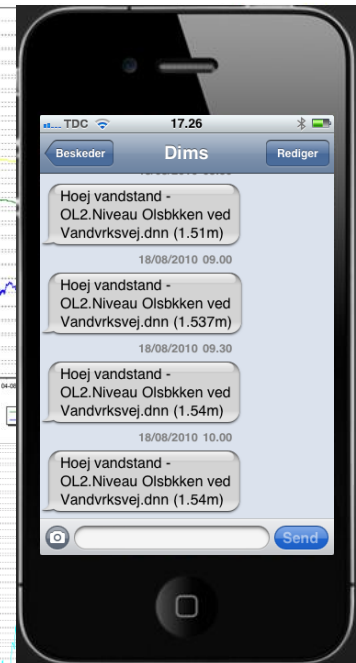 TDC
17.26
Beskeder
Dims
Rediger
Hoej vandstand -
OL2.Niveau Olsbkken ved
Vandvrksvej.dnn (1.51m)
18/08/2010 09.00
Hoej vandstand -
OL2.Niveau Olsbkken ved
Vandvrksvej.dnn (1.537m)
18/08/2010 09.30
Hoej vandstand -
OL2.Niveau Olsbkken ved
Vandvrksvej.dnn (1.54m)
18/08/2010 10.00
Hoej vandstand -
OL2.Niveau Olsbkken ved
Vandvrksvej.dnn (1.54m)
Send